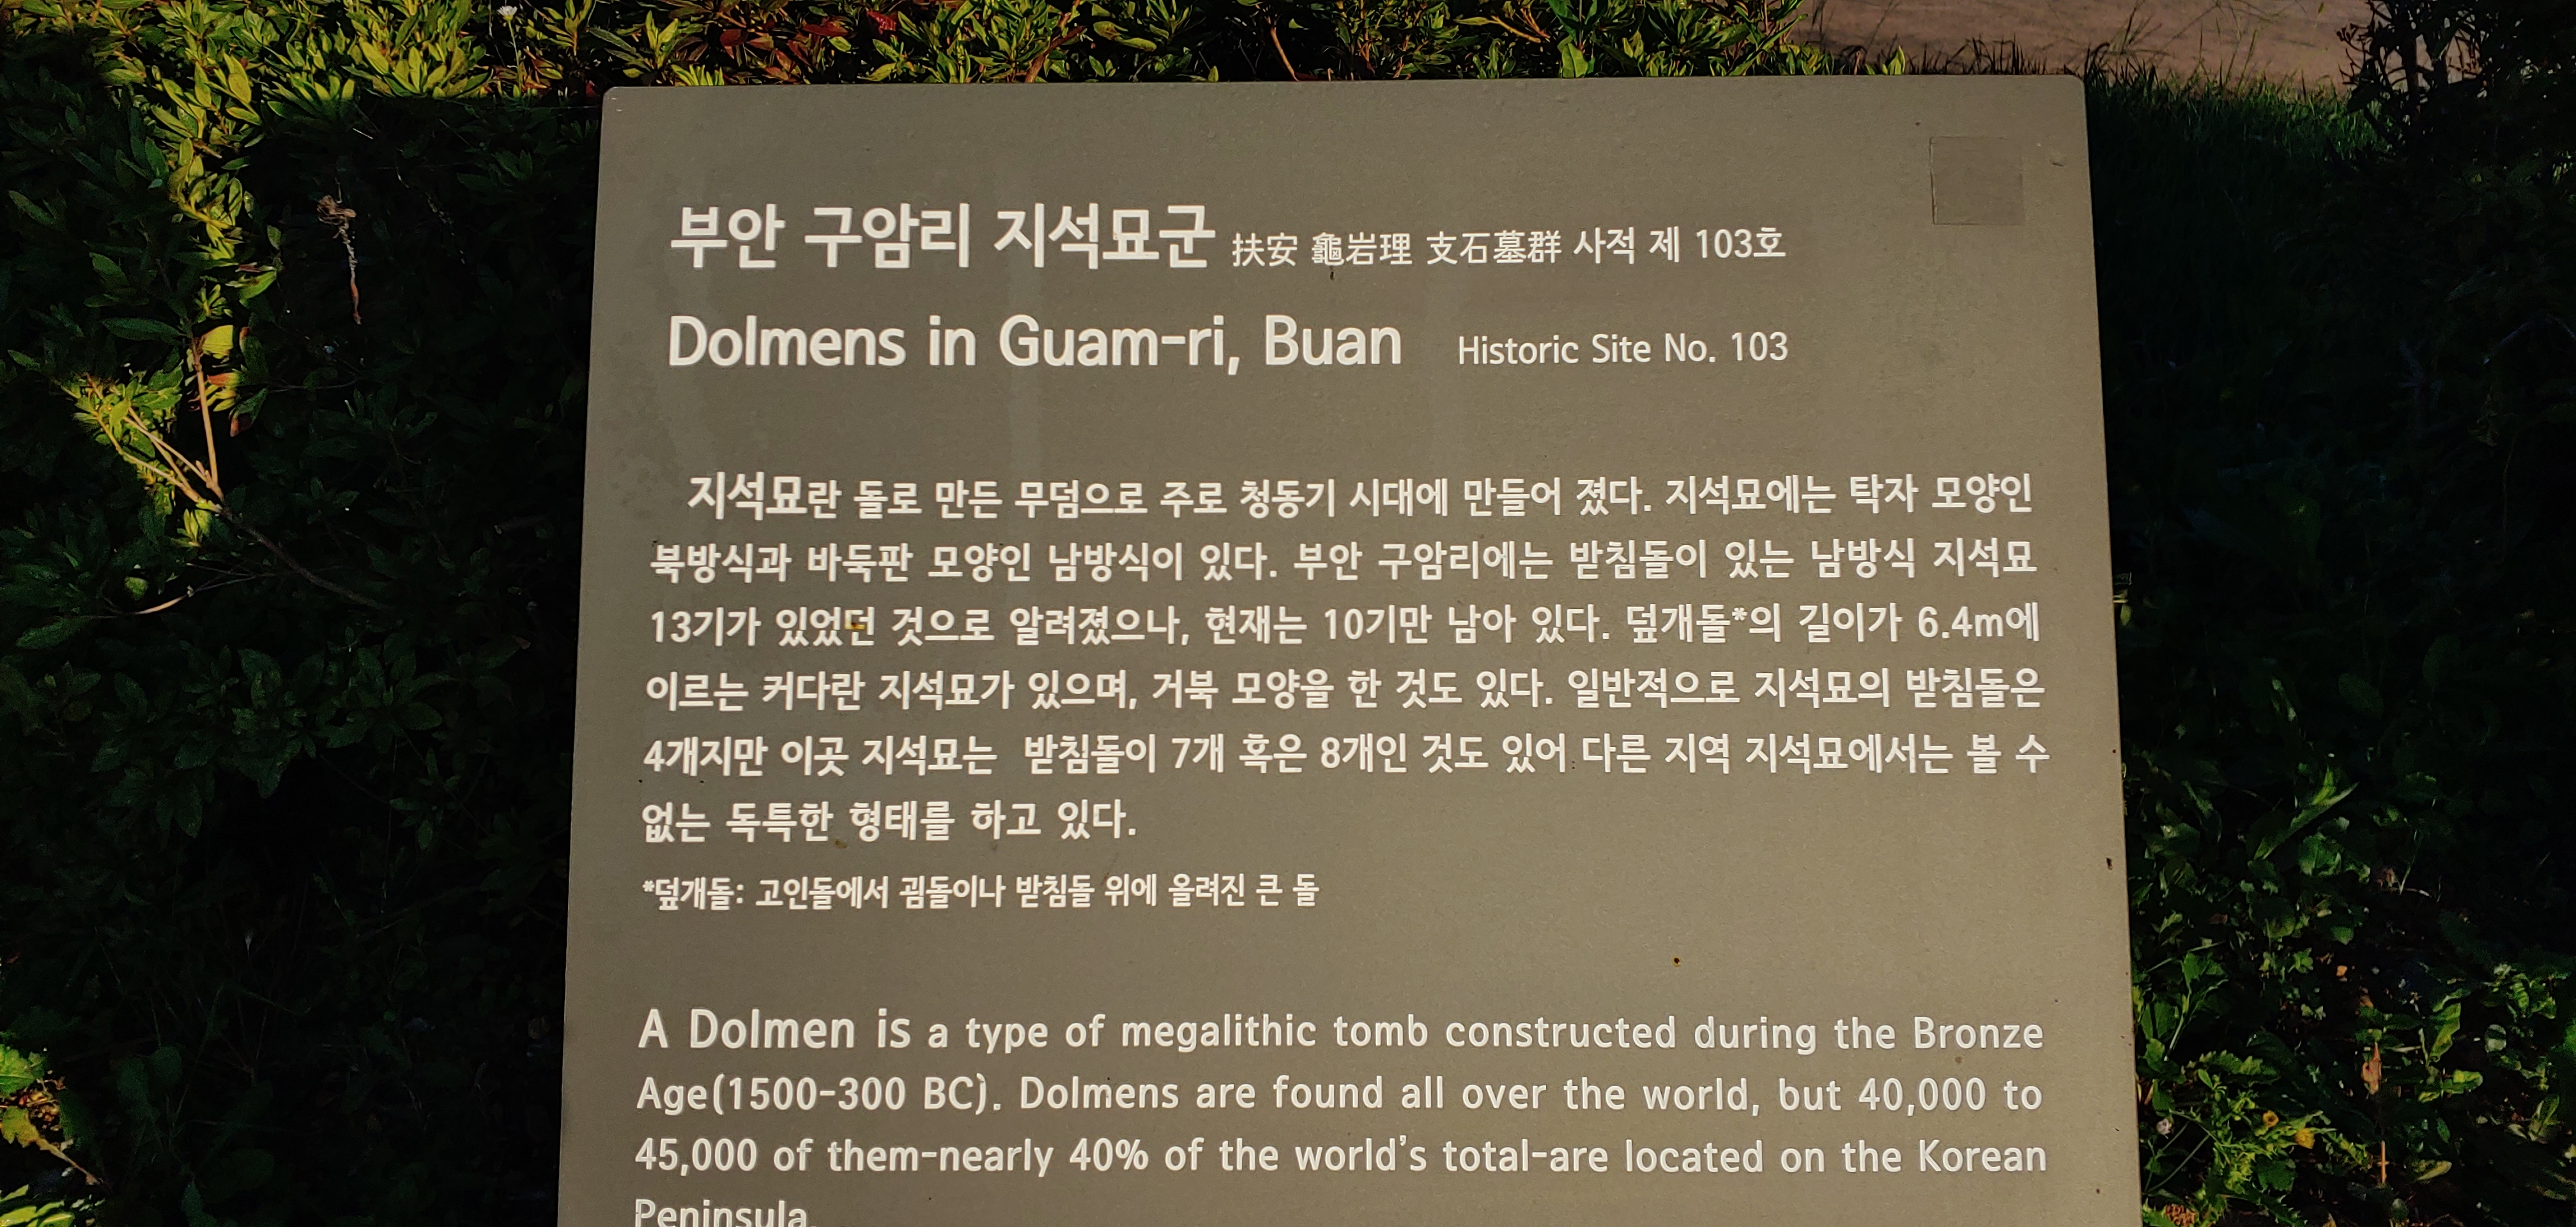 부안 구암리 지석묘군 扶安 龜岩理 支石墓群 사적 제 103호
Dolmens in Guam-ri, Buan Historic Site No. 103
지석묘란 돌로 만든 무덤으로 주로 청동기 시대에 만들어 졌다. 지석묘에는 탁자 모양인
북방식과 바둑판 모양인 남방식이 있다. 부안 구암리에는 받침돌이 있는 남방식 지석묘
13기가 있었던 것으로 알려졌으나, 현재는 10기만 남아 있다. 덮개돌*의 길이가 6.4m에
이르는 커다란 지석묘가 있으며, 거북 모양을 한 것도 있다. 일반적으로 지석묘의 받침돌은
4개지만 이곳 지석묘는 받침돌이 7개 혹은 8개인 것도 있어 다른 지역 지석묘에서는 볼 수
없는 독특한 형태를 하고 있다.
*덮개돌: 고인돌에서 굄돌이나 받침돌 위에 올려진 큰 돌
A Dolmen is a type of megalithic tomb constructed during the Bronze
Age(1500-300 BC). Dolmens are found all over the world, but 40,000 to
45,000 of them-nearly 40% of the world's total-are located on the Korean
Peninsula.